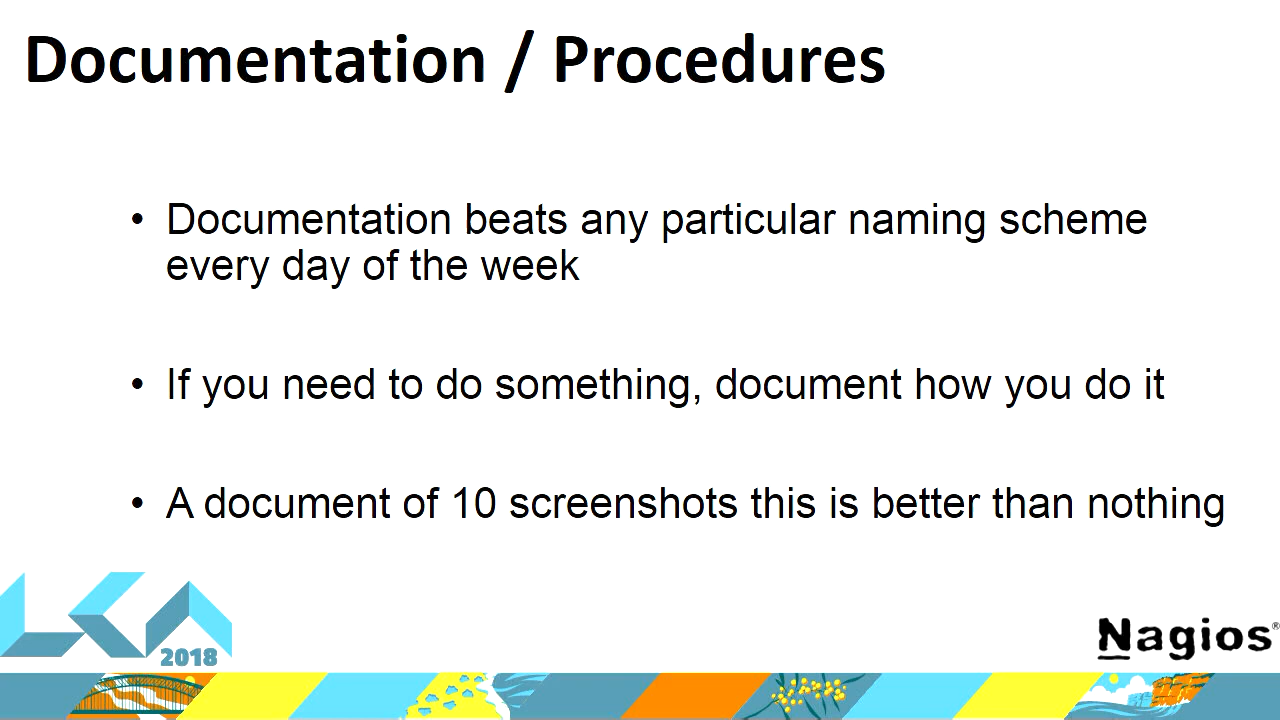 Documentation / Procedures
• Documentation beats any particular naming scheme
every day of the week
• If you need to do something, document how you do it
• A document of 10 screenshots this is better than nothing
LCA
2018
Nagios®